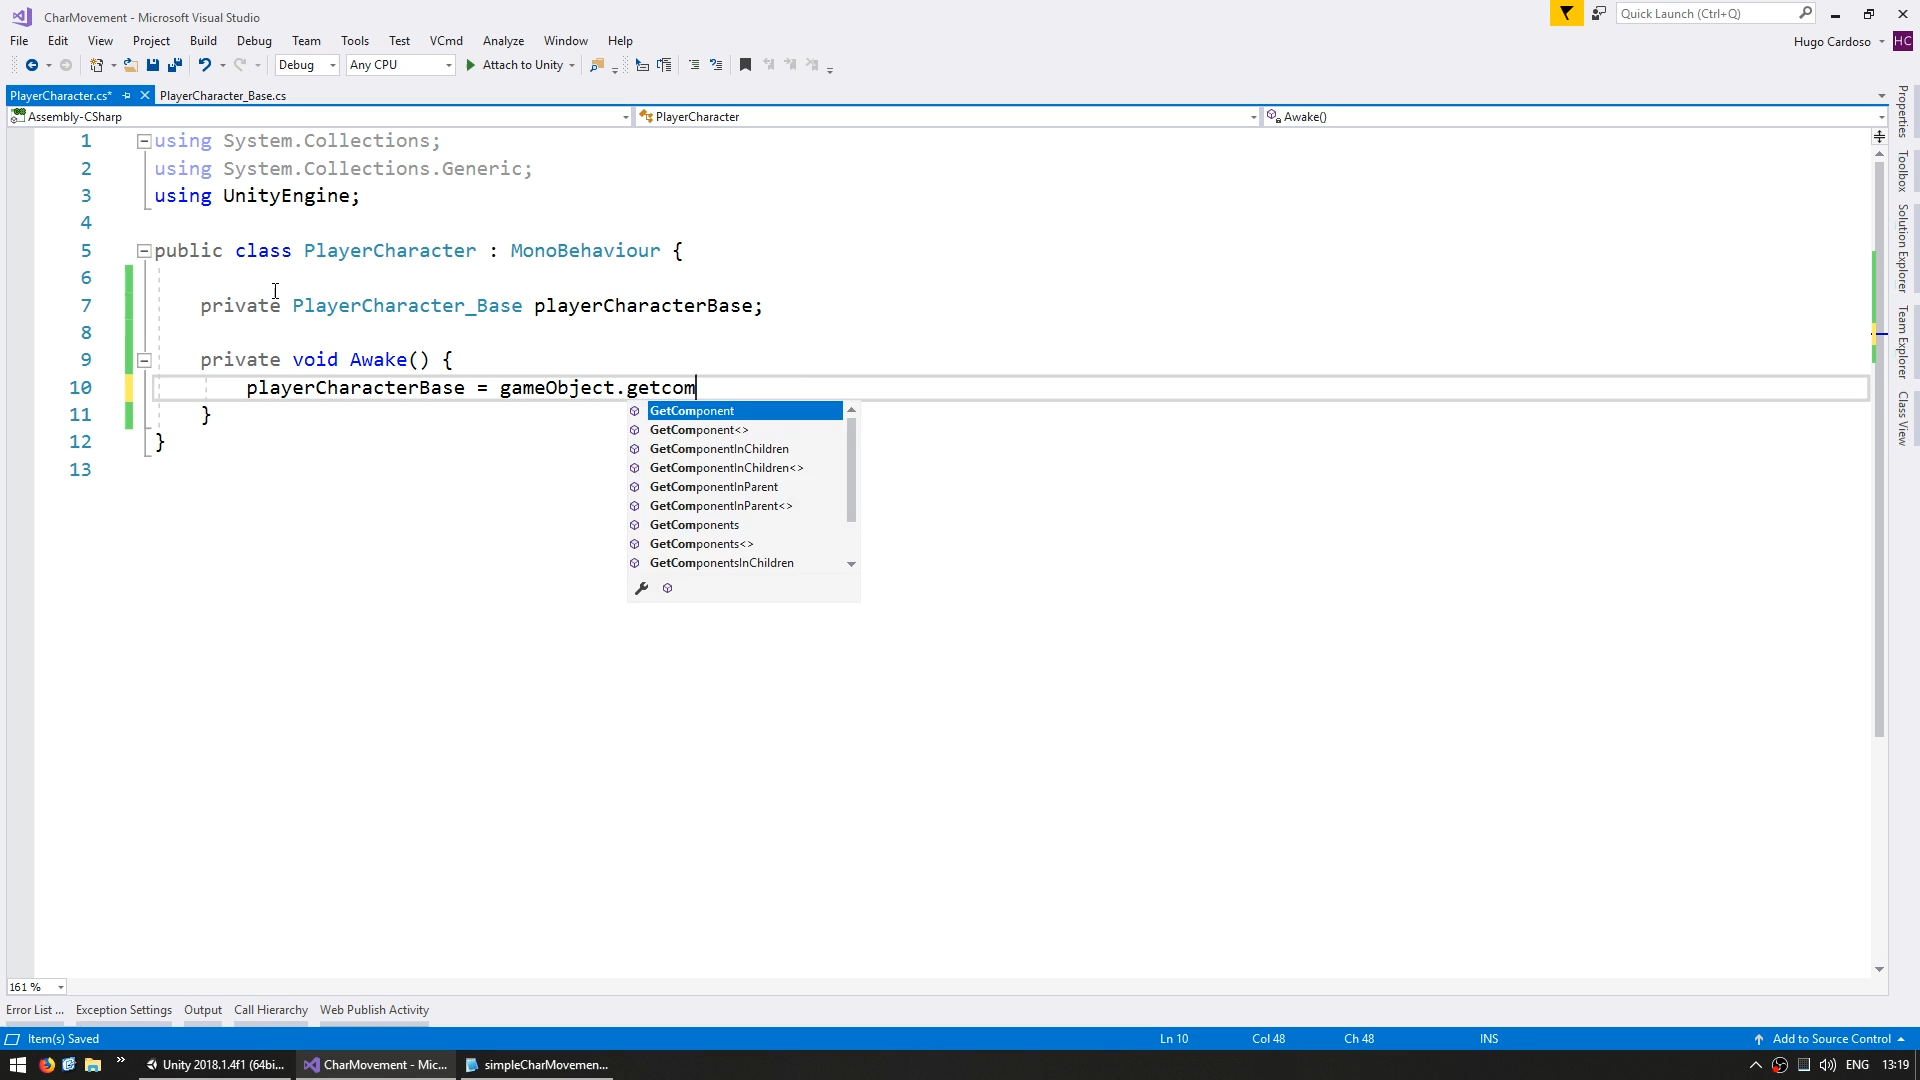 CharMovement - Microsoft Visual Studio
Quick Launch (Ctrl+Q)
File Edit View Project Build Debug Team Tools Test VCmd Analyze Window Help
Hugo Cardoso HC
Debug Any CPU Attach to Unity
PlayerCharacter.cs* PlayerCharacter_Base.cs
Assembly-CSharp PlayerCharacter Awake()
1 using System.Collections;
2 using System.Collections.Generic;
3 using UnityEngine;
4
5 public class PlayerCharacter : MonoBehaviour {
6
7 private PlayerCharacter_Base playerCharacterBase;
8
9 private void Awake() {
10 playerCharacterBase = gameObject.getcom
11 }
12 }
13
GetComponent
GetComponent<>
GetComponentInChildren
GetComponentInChildren<>
GetComponentInParent
GetComponentInParent<>
GetComponents
GetComponents<>
GetComponentsInChildren
Properties
Toolbox
Solution Explorer
Team Explorer
Class View
161 %
Error List ... Exception Settings Output Call Hierarchy Web Publish Activity
Item(s) Saved Ln 10 Col 48 Ch 48 INS Add to Source Control
Unity 2018.1.4f1 (64bi... CharMovement - Mic... simpleCharMovemen... ENG 13:19